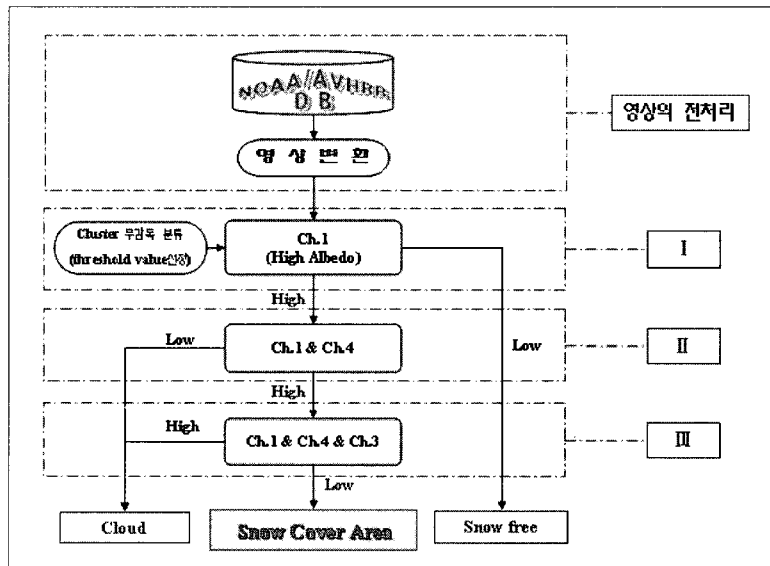 NOAA/AVHRR
D B
영상의 전처리
영상변환
Cluster 무감독 분류
(threshold value산정)
Ch.1
(High Albedo)
I
High
Low
Ch.1 & Ch.4
Low
II
High
High
Ch.1 & Ch.4 & Ch.3
III
Low
Cloud
Snow Cover Area
Snow free